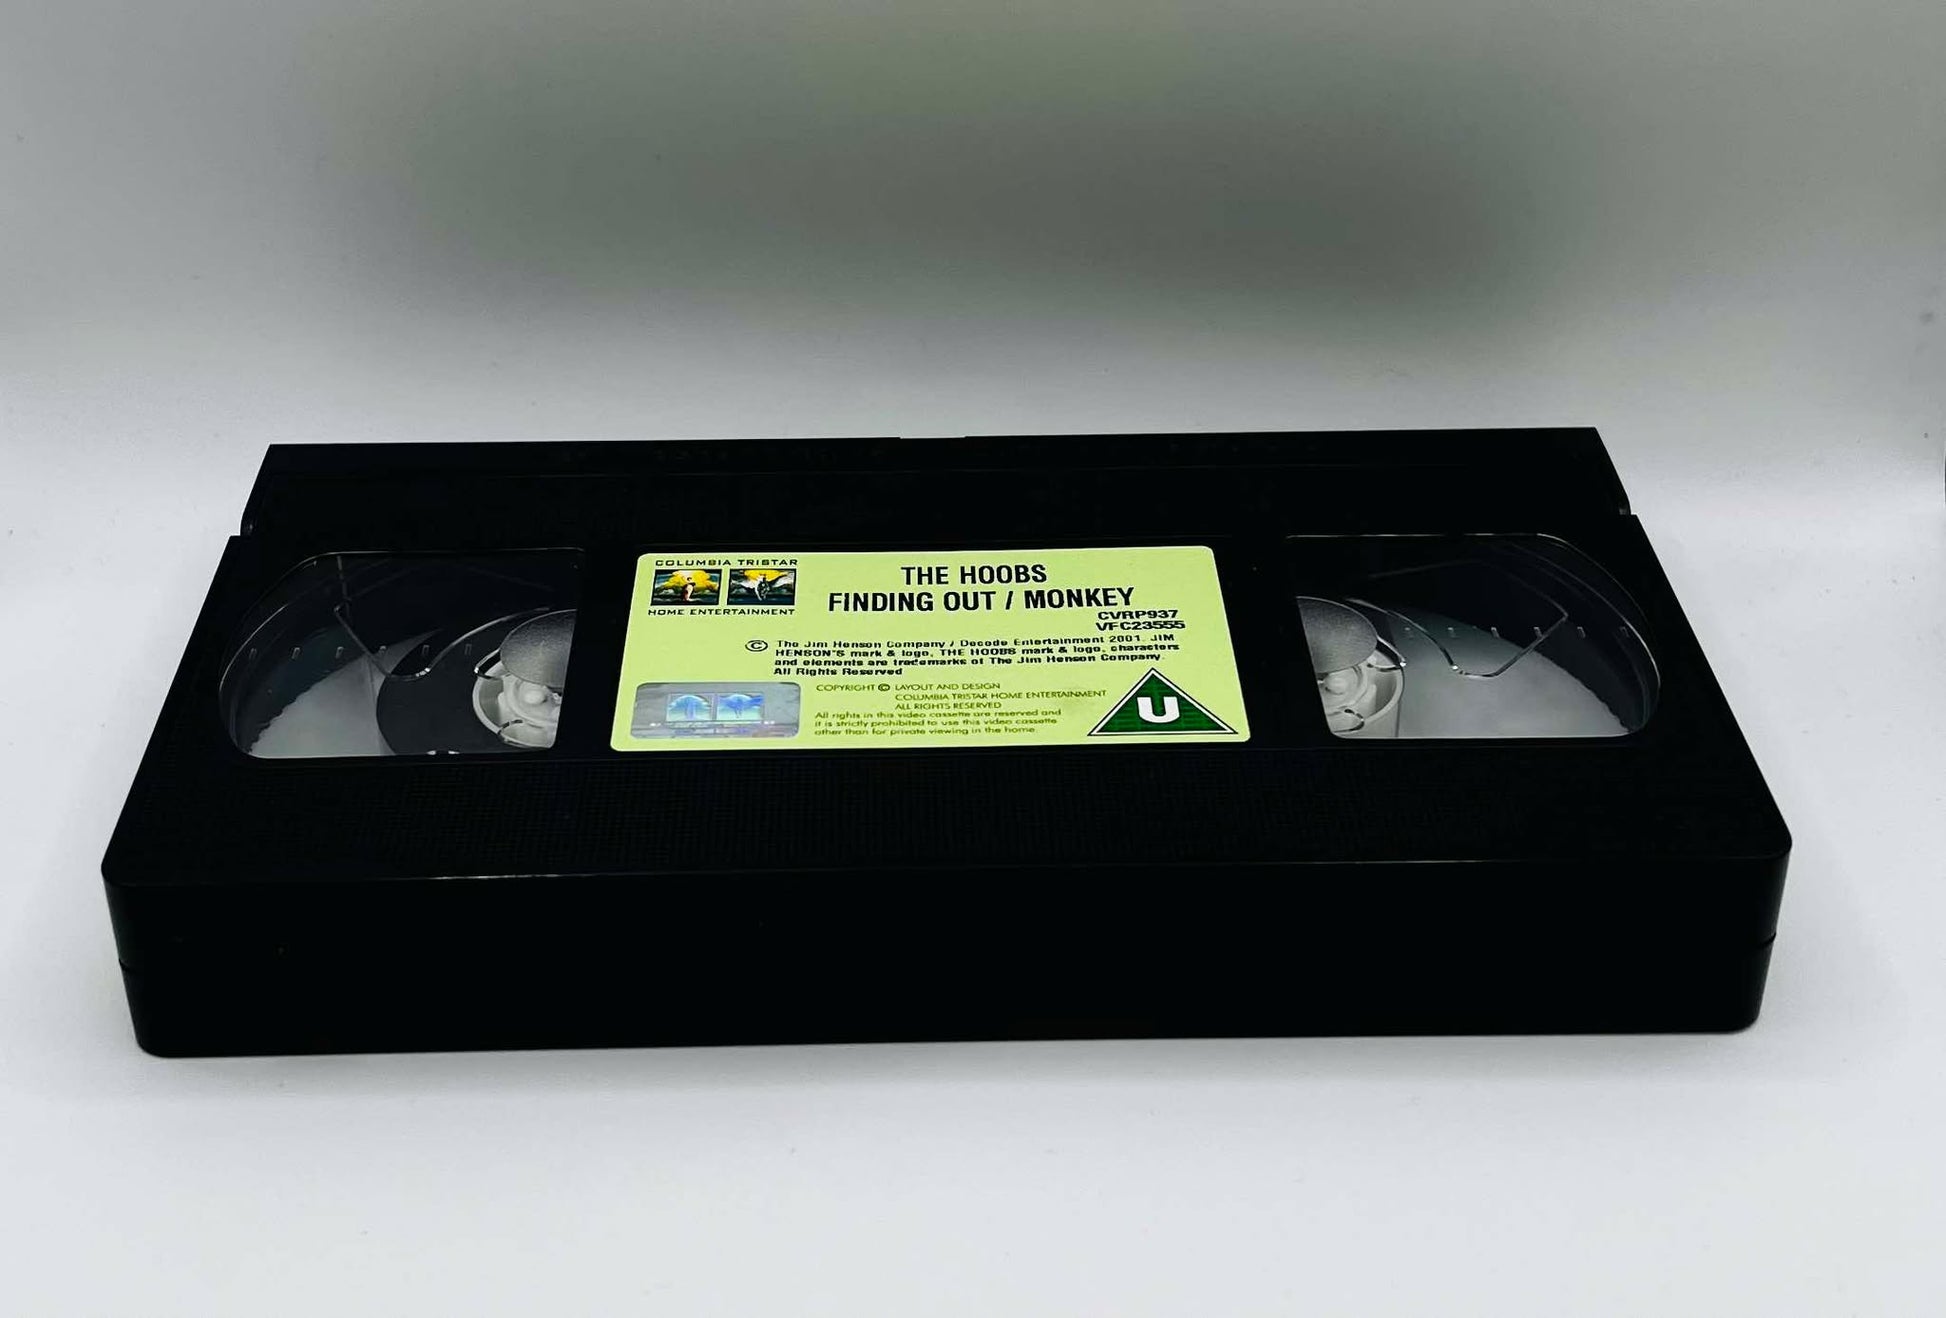 COLUMBIA TRISTAR
HOME ENTERTAINMENT
THE HOOBS
FINDING OUT / MONKEY
CVRP937
VFC23555
© The Jim Henson Company / Decode Entertainment 2001. JIM
HENSON'S mark & logo, THE HOOBS mark & logo, characters
and elements are trademarks of The Jim Henson Company.
All Rights Reserved
COPYRIGHT © LAYOUT AND DESIGN
COLUMBIA TRISTAR HOME ENTERTAINMENT
ALL RIGHTS RESERVED
All rights in this video cassette are reserved and
it is strictly prohibited to use this video cassette
other than for private viewing in the home.
U